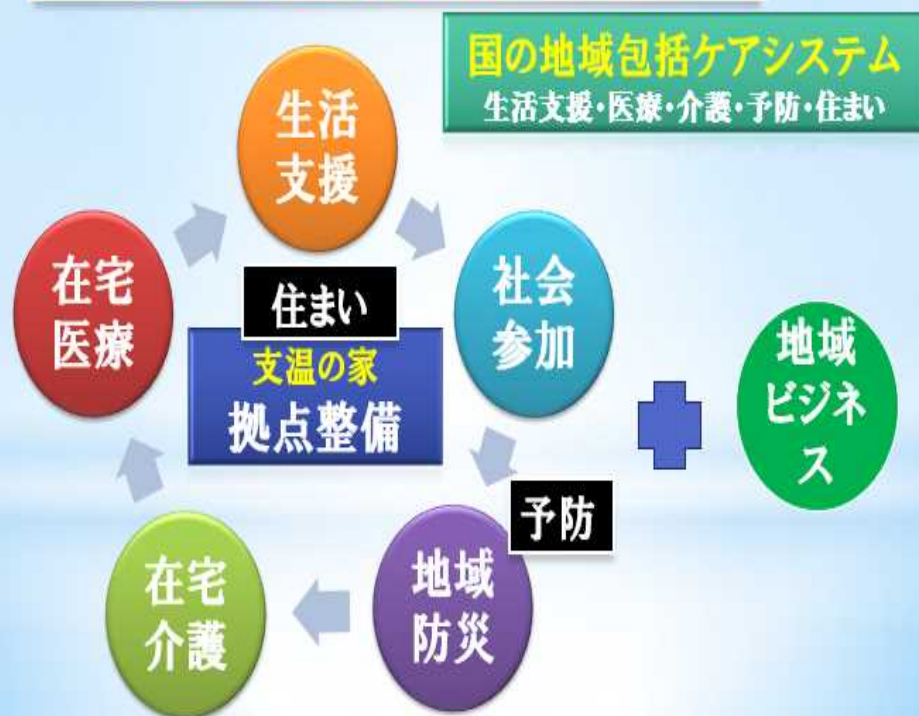 国の地域包括ケアシステム
生活支援・医療・介護・予防・住まい
生活
支援
在宅
医療
住まい
社会
参加
支温の家
拠点整備
地域
ビジネ
ス
予防
在宅
介護
地域
防災